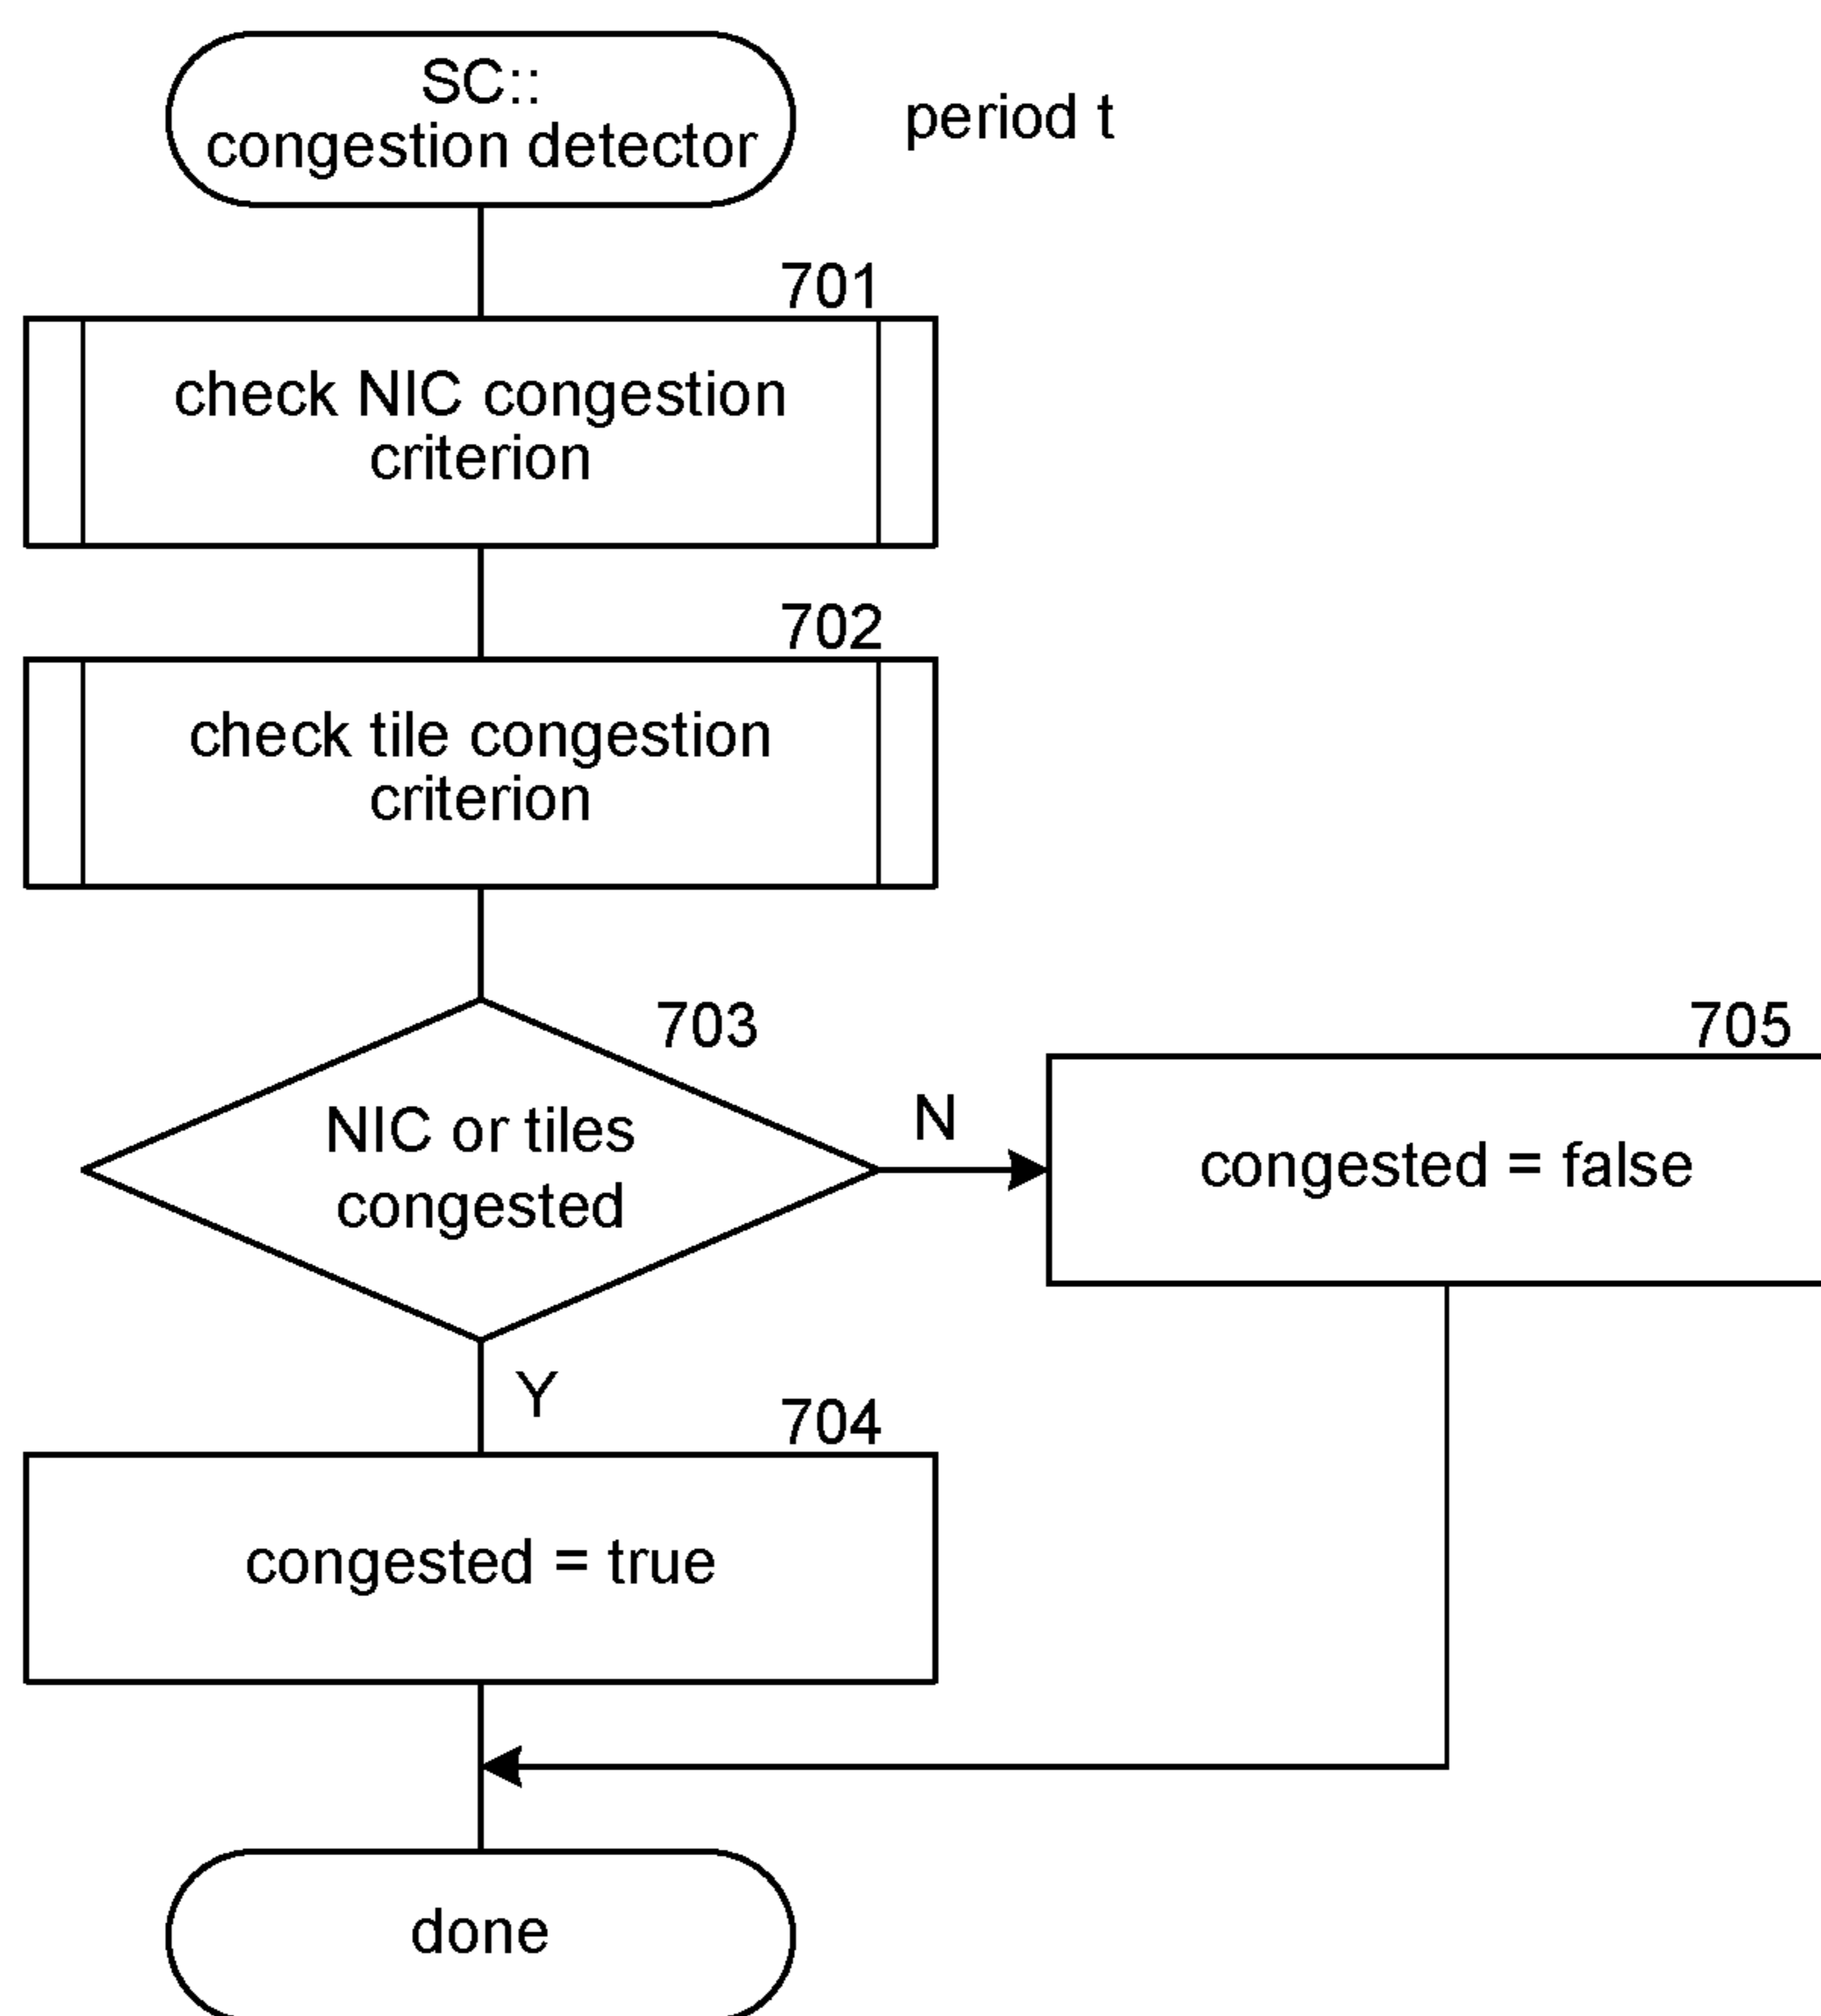 SC::
congestion detector
period t
701
check NIC congestion
criterion
702
check tile congestion
criterion
703
NIC or tiles
congested
N
705
congested = false
Y
704
congested = true
done